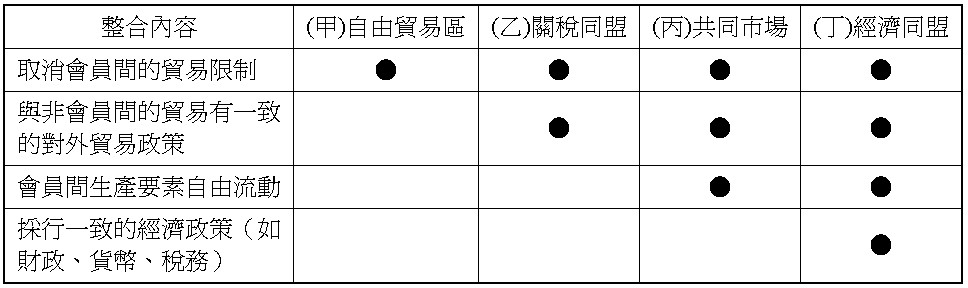 整合內容 (甲)自由貿易區 (乙)關稅同盟 (丙)共同市場 (丁)經濟同盟
取消會員間的貿易限制 ● ● ● ●
與非會員間的貿易有一致
的對外貿易政策 ● ● ●
會員間生產要素自由流動 ● ●
採行一致的經濟政策（如
財政、貨幣、稅務） ●